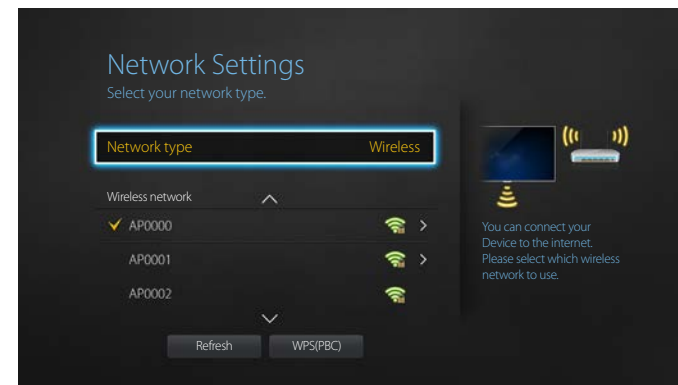 Network Settings
Select your network type.
Network type Wireless
Wireless network
AP0000
AP0001
AP0002
Refresh WPS(PBC)
You can connect your
Device to the internet.
Please select which wireless
network to use.